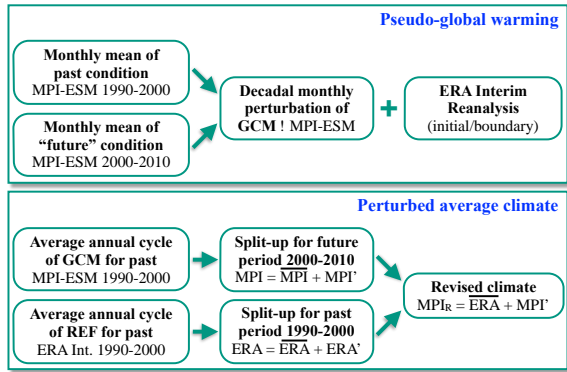 Pseudo-global warming
Monthly mean of
past condition
MPI-ESM 1990-2000
Monthly mean of
“future” condition
MPI-ESM 2000-2010
Decadal monthly
perturbation of
GCM ! MPI-ESM
+
ERA Interim
Reanalysis
(initial/boundary)
Perturbed average climate
Average annual cycle
of GCM for past
MPI-ESM 1990-2000
Split-up for future
period 2000-2010
MPI = M̅P̅I̅ + MPI’
Average annual cycle
of REF for past
ERA Int. 1990-2000
Split-up for past
period 1990-2000
ERA = E̅R̅A̅ + ERA’
Revised climate
MPIR = E̅R̅A̅ + MPI’